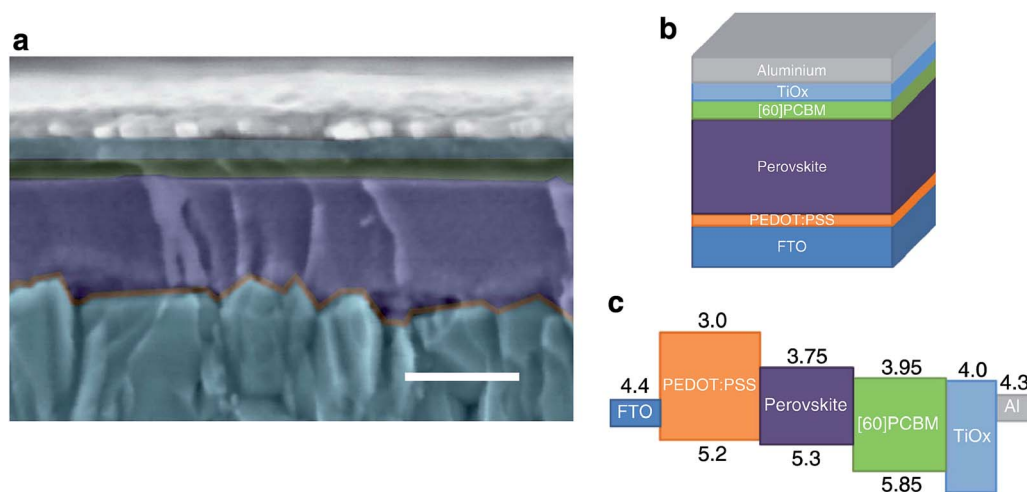 a
b
Aluminium
TiOx
[60]PCBM
Perovskite
PEDOT:PSS
FTO
c
3.0
3.75
3.95
4.0
4.3
4.4
FTO
PEDOT:PSS
Perovskite
[60]PCBM
TiOx
Al
5.2
5.3
5.85